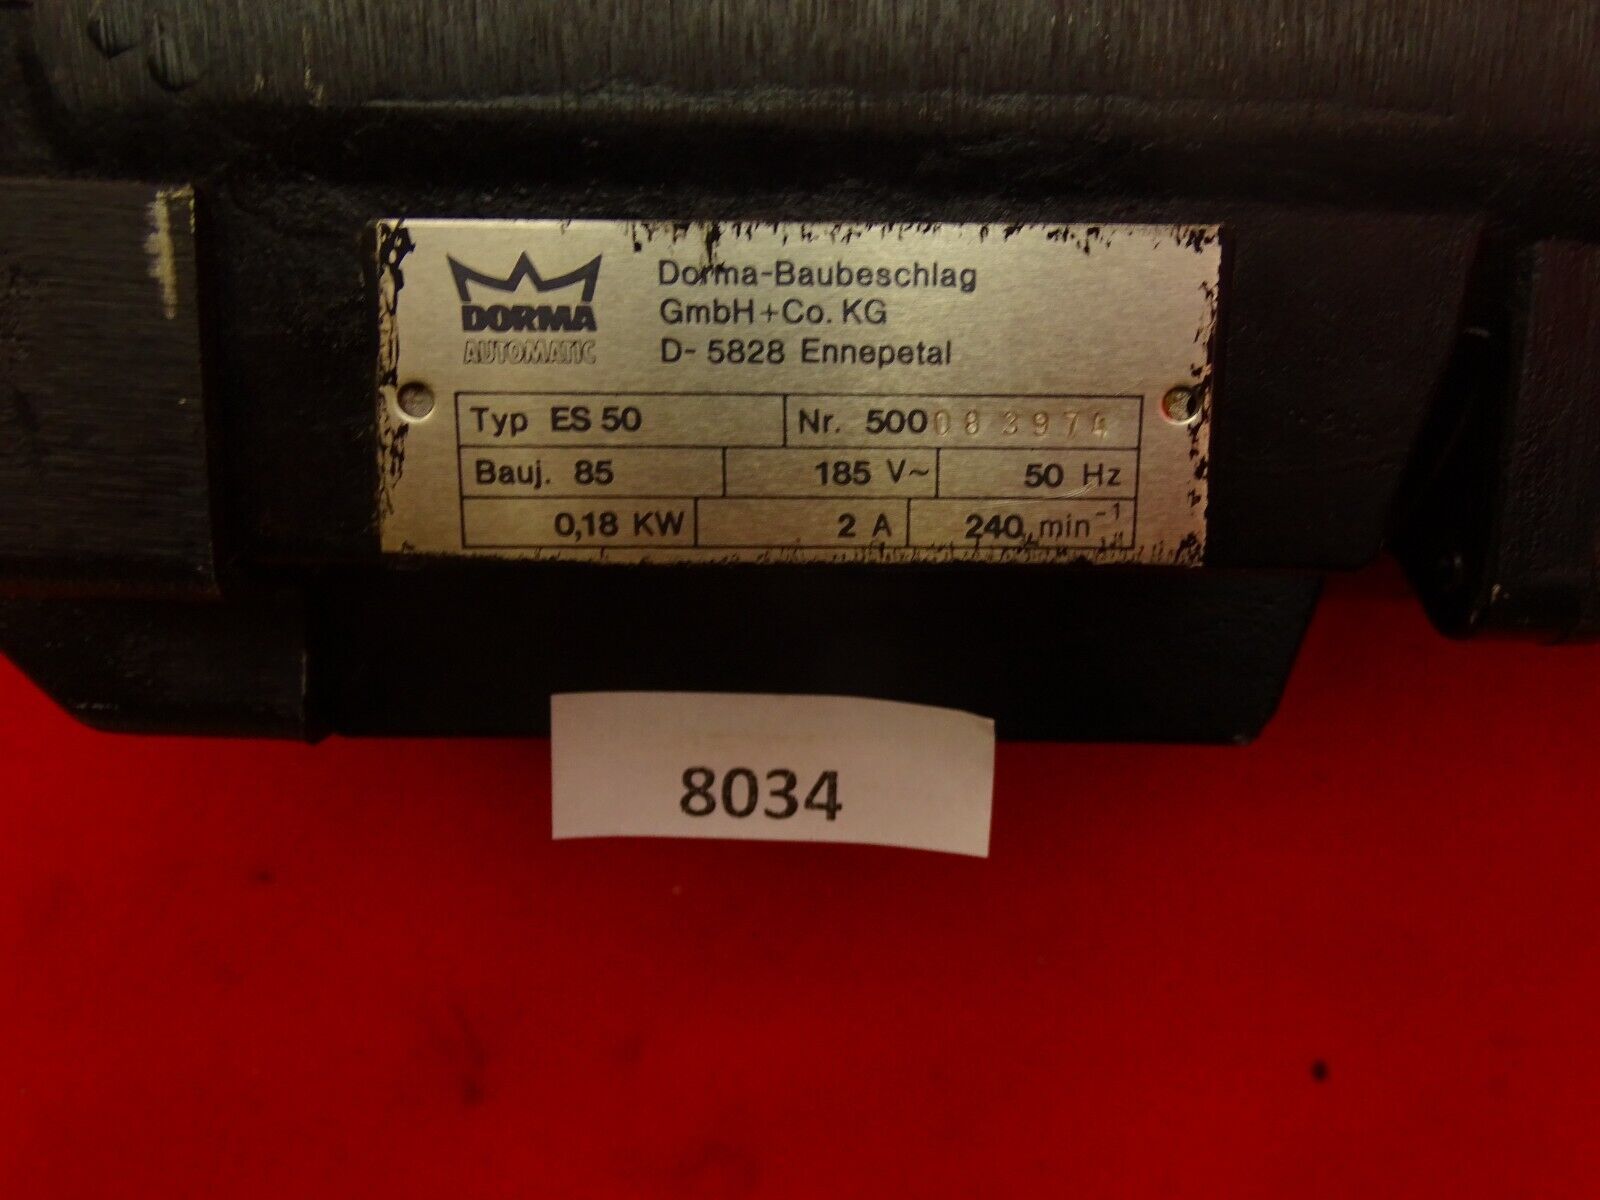 DORMA
AUTOMATIC
Dorma-Baubeschlag
GmbH+Co. KG
D- 5828 Ennepetal
Typ ES 50
Nr. 500083974
Bauj. 85
185 V~
50 Hz
0,18 KW
2 A
240 min⁻¹
8034